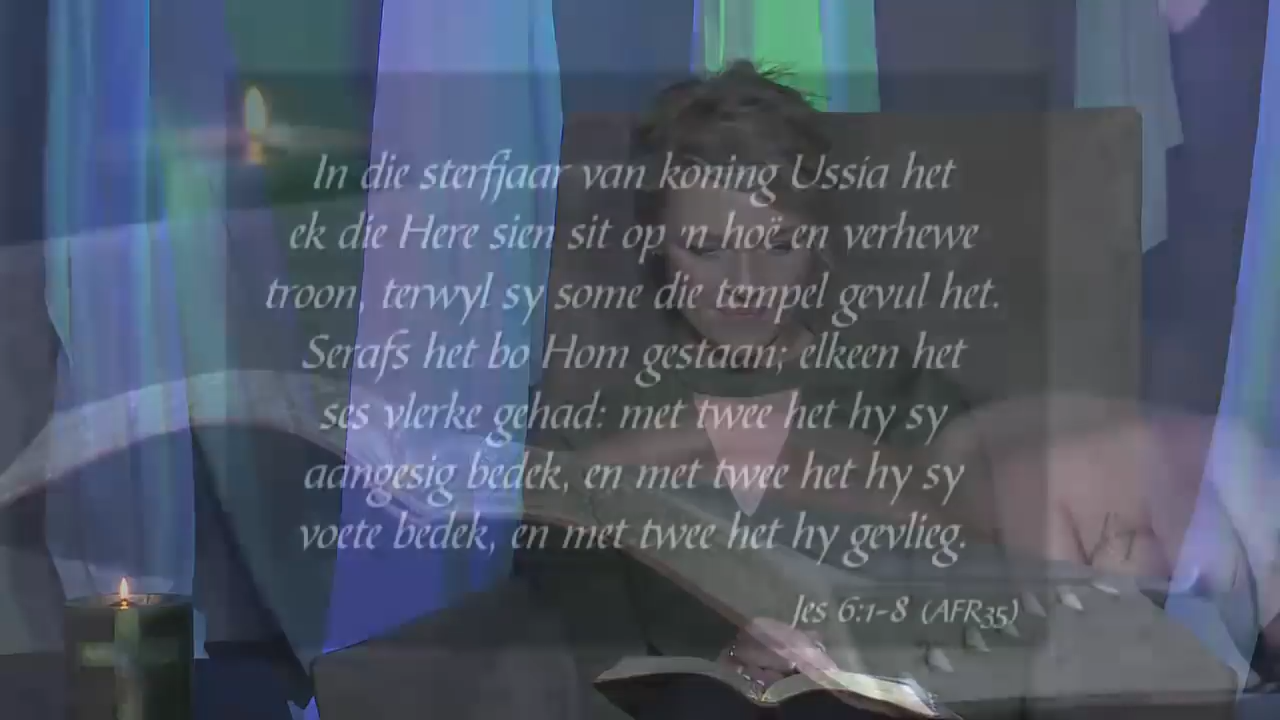 In die sterfjaar van koning Ussía het
ek die Here sien sit op 'n hoë en verhewe
troon, terwyl sy some die tempel gevul het.
Serafs het bo Hom gestaan; elkeen het
ses vlerke gehad: met twee het hy sy
aangesig bedek, en met twee het hy sy
voete bedek, en met twee het hy gevlieg.
Jes 6:1-8 (AFR35)